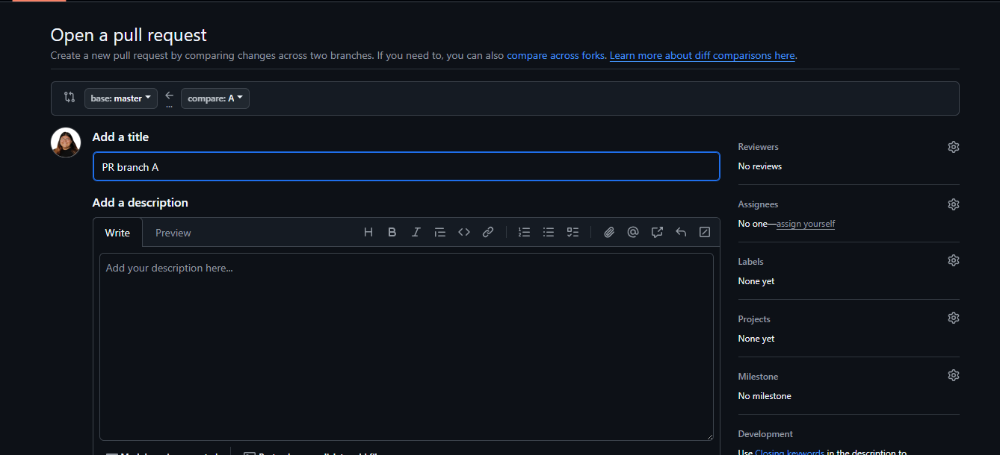 Open a pull request
Create a new pull request by comparing changes across two branches. If you need to, you can also compare across forks. Learn more about diff comparisons here.
base: master
...
compare: A
Add a title
PR branch A
Add a description
Write
Preview
Add your description here...
Reviewers
No reviews
Assignees
No one—assign yourself
Labels
None yet
Projects
None yet
Milestone
No milestone
Development
Use Closing keywords in the description to